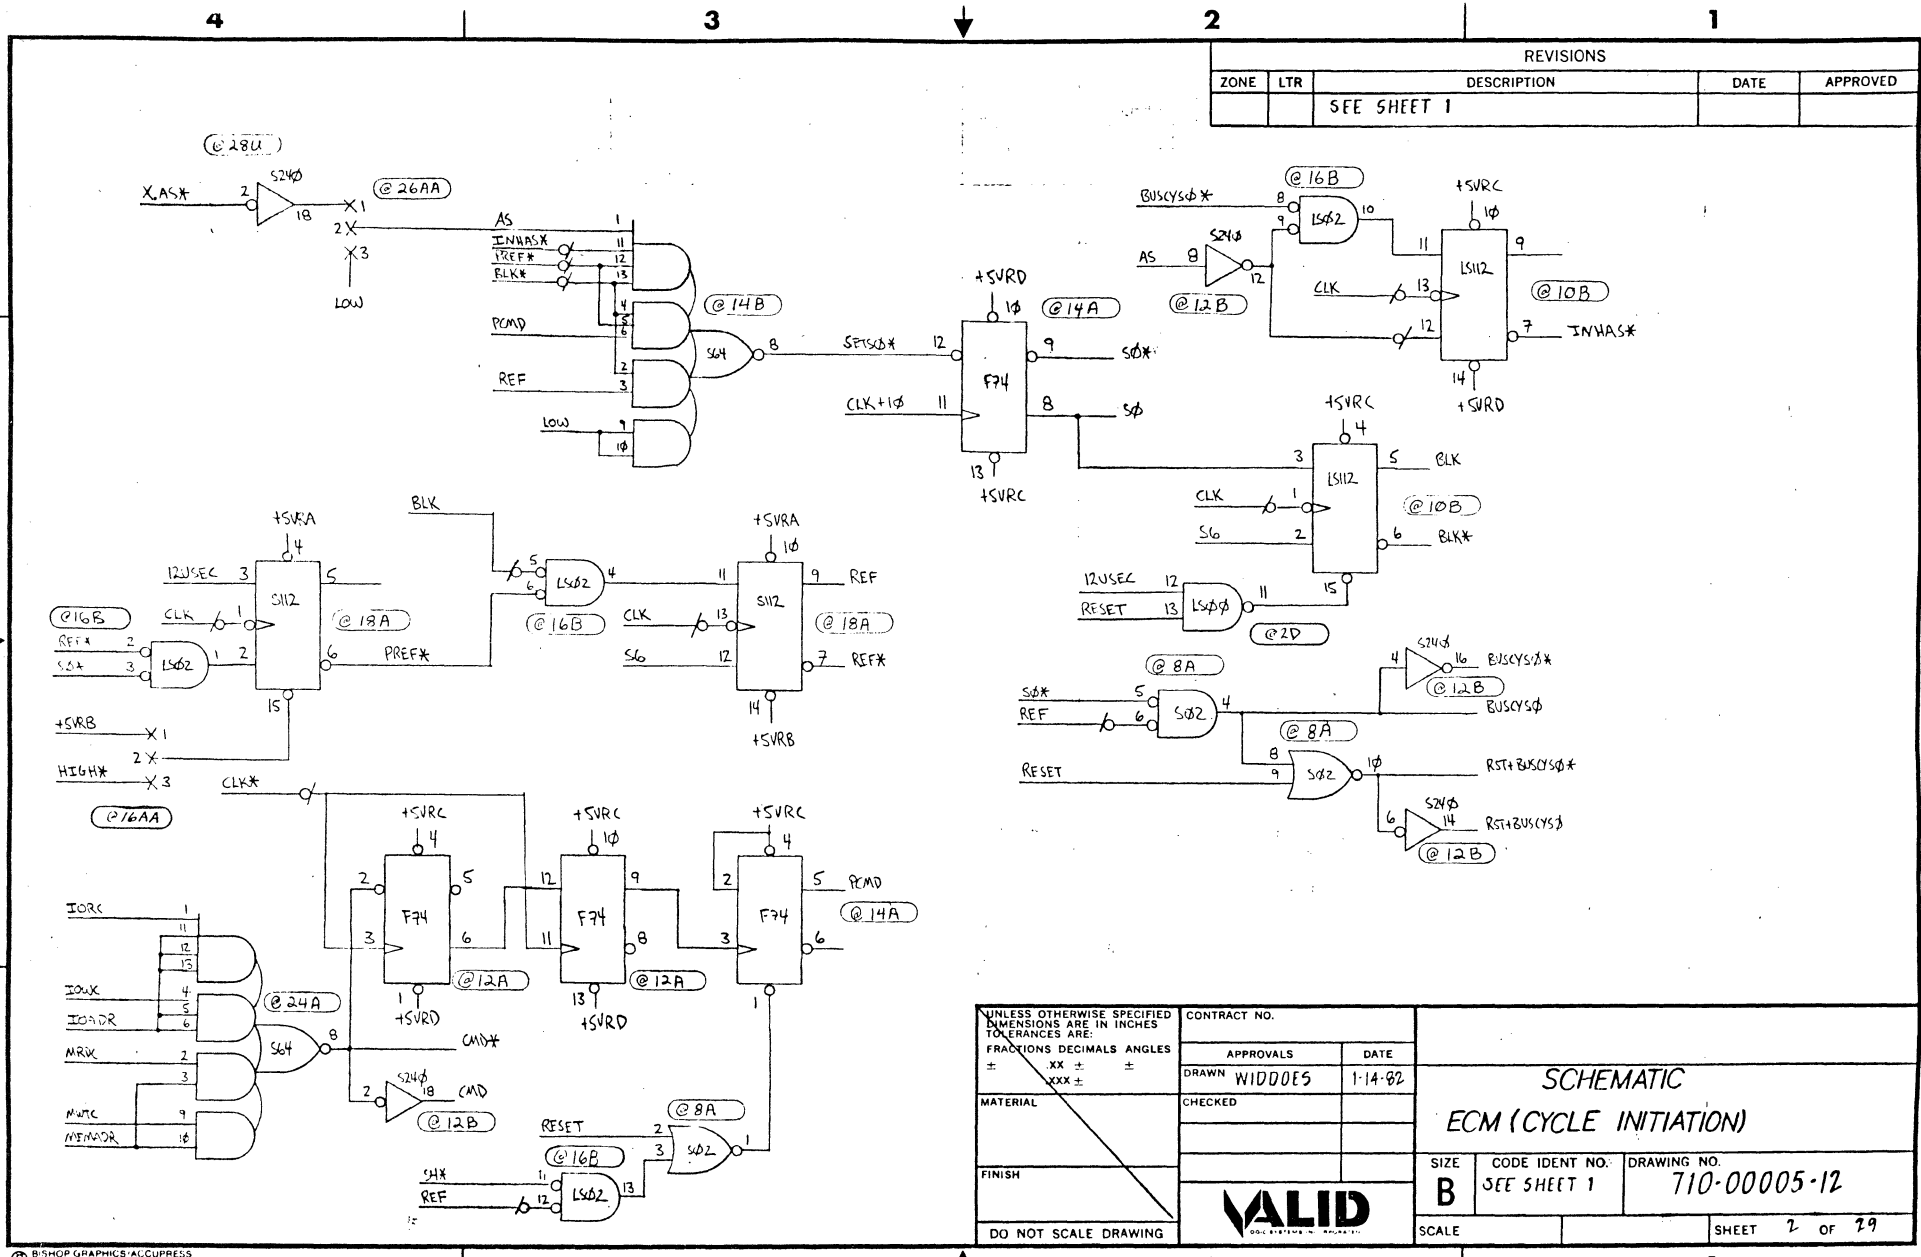 4 3 2 1
REVISIONS
ZONE LTR DESCRIPTION DATE APPROVED
SEE SHEET 1
@28U
S24Ø
X.AS* 2 18 1
@26AA
2
3
LOW
AS 1
INHAS* 11
PREF* 12
BLK* 13
4
5
PCMD 6
@14B
S64 8
SETSØ*
2
REF 3
LOW 9
10
+5VRD
10 @14A
12 9 SØ*
F74
CLK+1Ø 11 8 SØ
13
+5VRC
@16B
BUSCYSØ* 8
9 LSØ2 10
S24Ø
AS 8 12
@12B
+5VRC
10
11 9
LS112
CLK 13 @10B
12 7 INHAS*
14
+5VRD
+5VRC
4
3 5 BLK
LS112
CLK 1 @10B
S6 2 6 BLK*
15
12USEC 12
RESET 13 LSØØ 11
@2D
BLK
+5VRA
4
12USEC 3 5
S112
CLK 1 @18A
@16B
REF* 2
SØ* 3 LSØ2 1 2 6 PREF*
15
+5VRB 1
2
HIGH* 3
@16AA
5
6 LSØ2 4
@16B
+5VRA
10
11 9 REF
S112
CLK 13 @18A
S6 12 7 REF*
14
+5VRB
@8A
SØ* 5
REF 6 SØ2 4
S24Ø
4 16 BUSCYSØ*
@12B
BUSCYSØ
@8A
8
RESET 9 SØ2 10 RST+BUSCYSØ*
S24Ø
6 14 RST+BUSCYSØ
@12B
CLK*
+5VRC
4
2 5
F74
3 6
@12A
1
+5VRD
+5VRC
10
12 9
F74
11 8
@12A
13
+5VRD
+5VRC
4
2 5 PCMD
F74 @14A
3 6
1
IORC 1
11
12
13
IOWC 4
5
IOADR 6
@24A
S64 8 CMD*
MRDC 2
3
MWTC 9
MEMADR 10
S24Ø
2 18 CMD
@12B
@8A
RESET 2
3 SØ2 1
@16B
SH* 11
REF 12 LSØ2 13
UNLESS OTHERWISE SPECIFIED
DIMENSIONS ARE IN INCHES
TOLERANCES ARE:
FRACTIONS DECIMALS ANGLES
± .XX ± ±
.XXX ±
MATERIAL
FINISH
DO NOT SCALE DRAWING
CONTRACT NO.
APPROVALS DATE
DRAWN WIDDOES 1-14-82
CHECKED
VALID
SCHEMATIC
ECM (CYCLE INITIATION)
SIZE CODE IDENT NO. DRAWING NO.
B SEE SHEET 1 710-00005-12
SCALE SHEET 2 OF 29
BISHOP GRAPHICS/ACCUPRESS